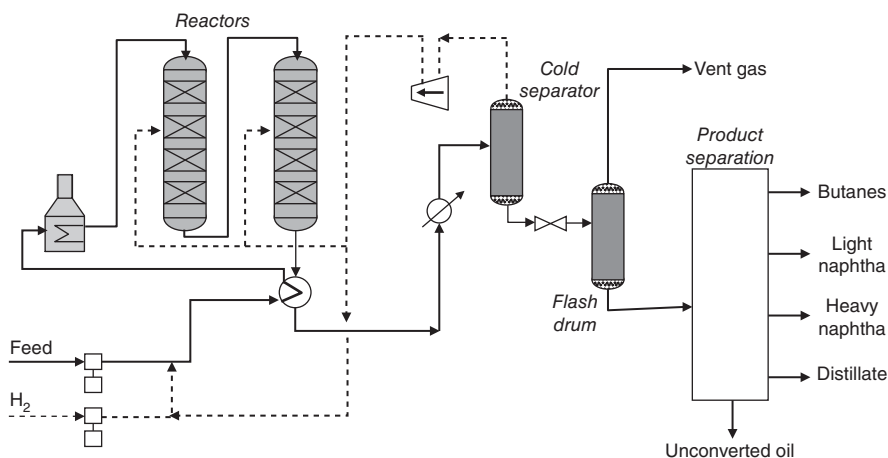 Reactors
Cold
separator
Vent gas
Product
separation
Butanes
Light
naphtha
Flash
drum
Heavy
naphtha
Feed
Distillate
H2
Unconverted oil